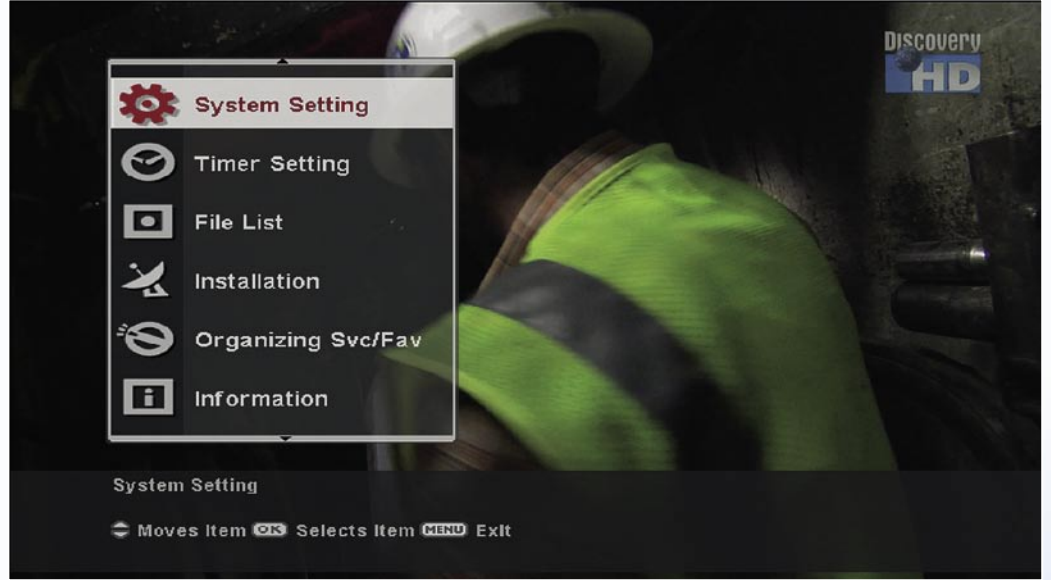 Discovery
HD
System Setting
Timer Setting
File List
Installation
Organizing Svc/Fav
Information
System Setting
Moves Item OK Selects Item MENU Exit